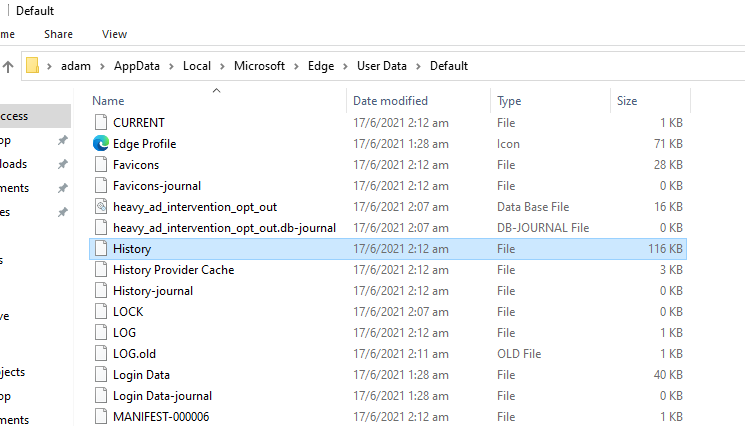 Default
me Share View
adam AppData Local Microsoft Edge User Data Default
Name Date modified Type Size
CURRENT 17/6/2021 2:12 am File 1 KB
Edge Profile 17/6/2021 1:28 am Icon 71 KB
Favicons 17/6/2021 2:12 am File 28 KB
Favicons-journal 17/6/2021 2:12 am File 0 KB
heavy_ad_intervention_opt_out 17/6/2021 2:07 am Data Base File 16 KB
heavy_ad_intervention_opt_out.db-journal 17/6/2021 2:07 am DB-JOURNAL File 0 KB
History 17/6/2021 2:12 am File 116 KB
History Provider Cache 17/6/2021 2:12 am File 3 KB
History-journal 17/6/2021 2:12 am File 0 KB
LOCK 17/6/2021 2:07 am File 0 KB
LOG 17/6/2021 2:12 am File 1 KB
LOG.old 17/6/2021 2:11 am OLD File 1 KB
Login Data 17/6/2021 1:28 am File 40 KB
Login Data-journal 17/6/2021 1:28 am File 0 KB
MANIFEST-000006 17/6/2021 2:12 am File 1 KB
ccess
op
loads
ments
es
s
ve
jects
op
ments